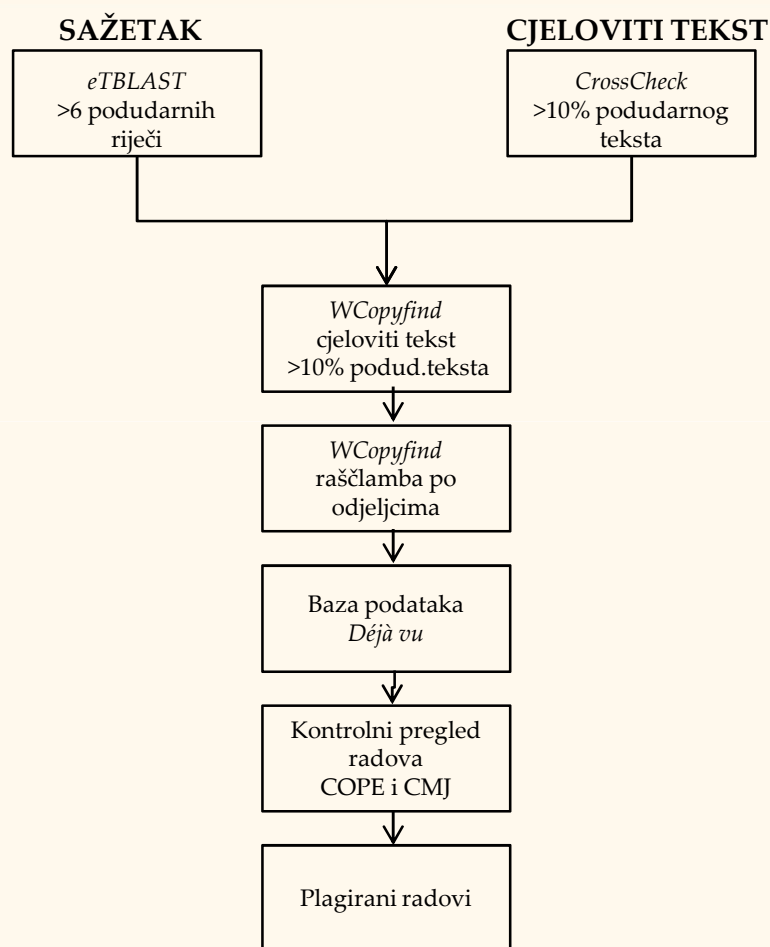 SAŽETAK
eTBLAST
>6 podudarnih
riječi
CJELOVITI TEKST
CrossCheck
>10% podudarnog
teksta
WCopyfind
cjeloviti tekst
>10% podud.teksta
WCopyfind
raščlamba po
odjeljcima
Baza podataka
Déjà vu
Kontrolni pregled
radova
COPE i CMJ
Plagirani radovi